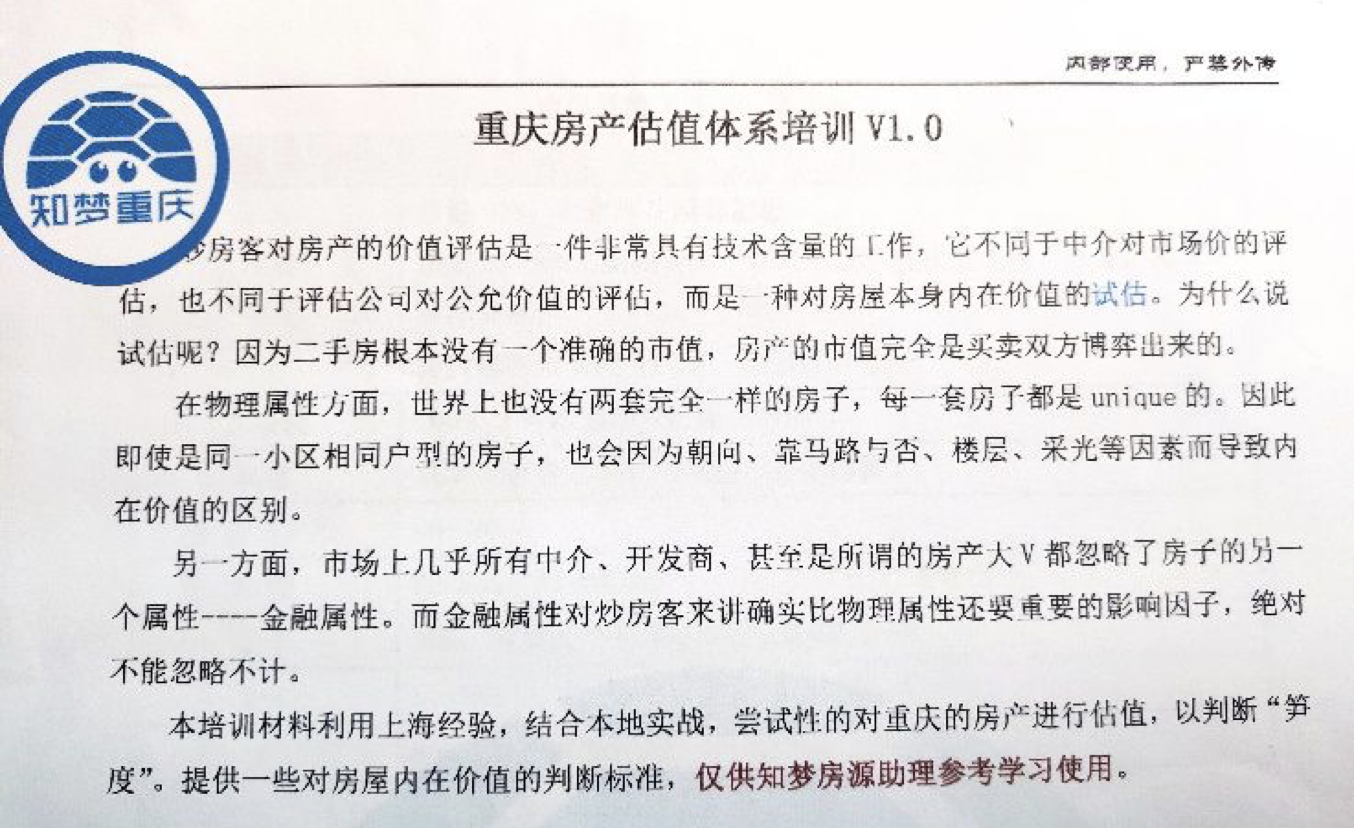 内部使用，严禁外传
重庆房产估值体系培训 V1.0
知梦重庆
炒房客对房产的价值评估是一件非常具有技术含量的工作，它不同于中介对市场价的评
估，也不同于评估公司对公允价值的评估，而是一种对房屋本身内在价值的试估。为什么说
试估呢？因为二手房根本没有一个准确的市值，房产的市值完全是买卖双方博弈出来的。
在物理属性方面，世界上也没有两套完全一样的房子，每一套房子都是 unique 的。因此
即使是同一小区相同户型的房子，也会因为朝向、靠马路与否、楼层、采光等因素而导致内
在价值的区别。
另一方面，市场上几乎所有中介、开发商、甚至是所谓的房产大 V 都忽略了房子的另一
个属性----金融属性。而金融属性对炒房客来讲确实比物理属性还要重要的影响因子，绝对
不能忽略不计。
本培训材料利用上海经验，结合本地实战，尝试性的对重庆的房产进行估值，以判断“笋
度”。提供一些对房屋内在价值的判断标准，仅供知梦房源助理参考学习使用。